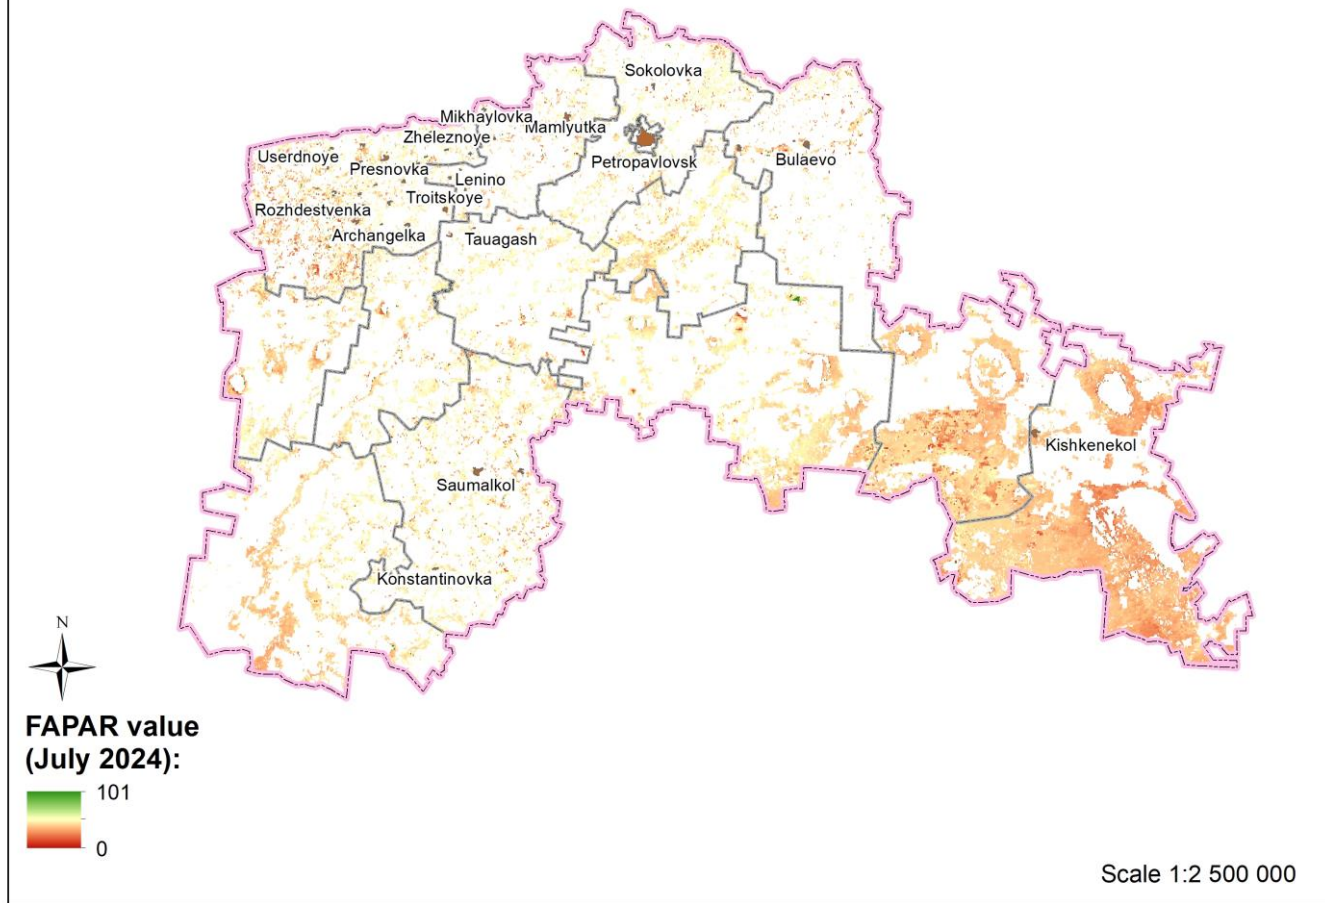 Sokolovka
Mikhaylovka
Mamlyutka
Zheleznoye
Userdnoye
Petropavlovsk
Bulaevo
Presnovka
Lenino
Troitskoye
Rozhdestvenka
Archangelka
Tauagash
Kishkenekol
Saumalkol
Konstantinovka
N
FAPAR value
(July 2024):
101
0
Scale 1:2 500 000